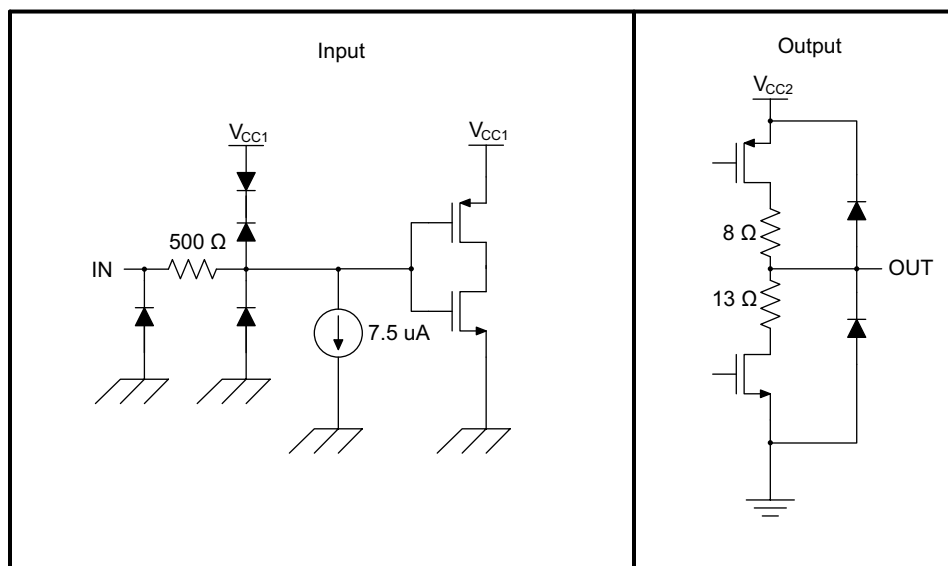 Input
V_CC1
V_CC1
500 Ω
IN
7.5 uA
Output
V_CC2
8 Ω
OUT
13 Ω